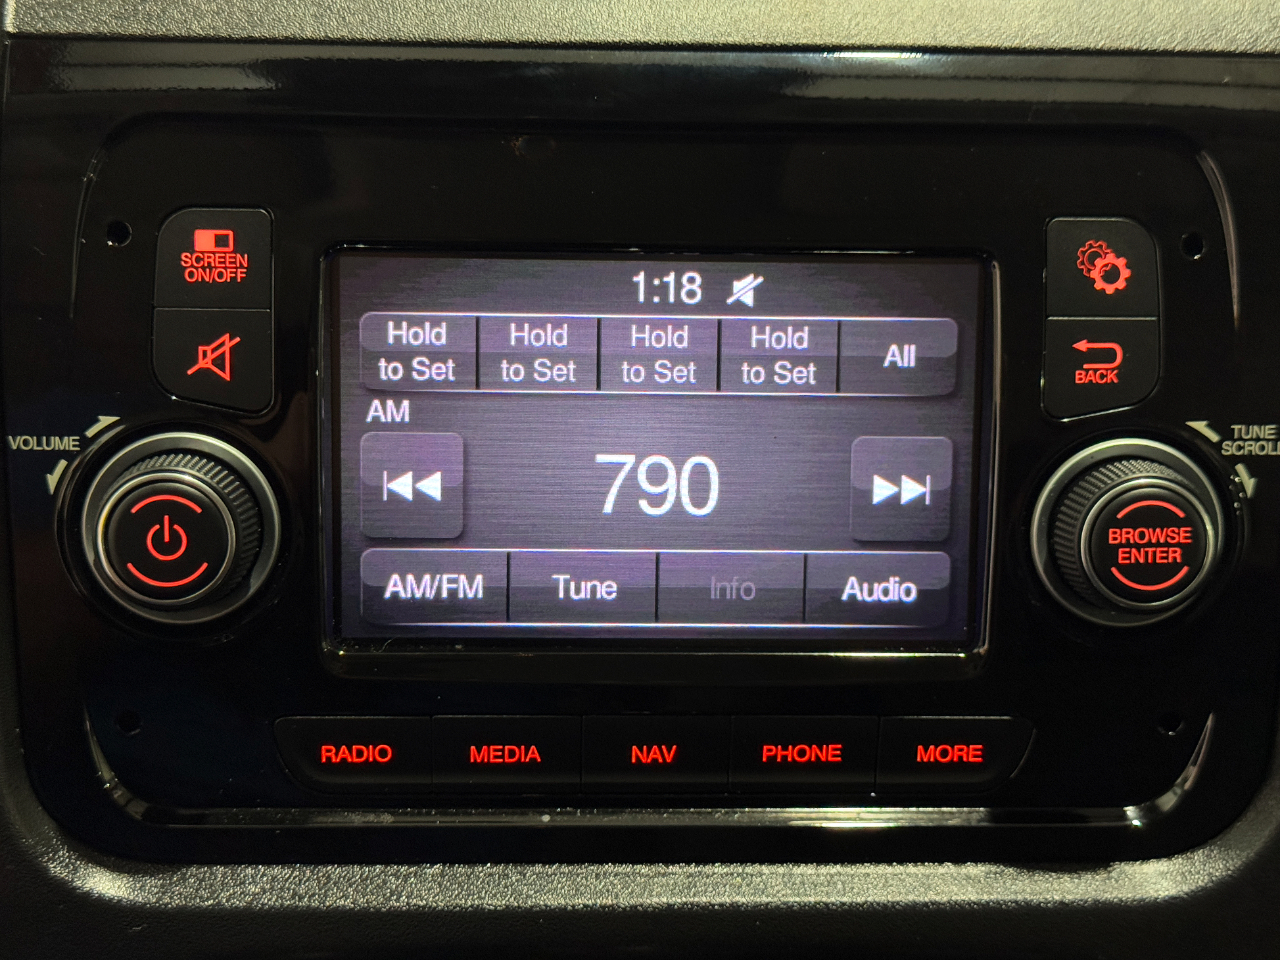 SCREEN
ON/OFF
1:18
Hold
to Set
Hold
to Set
Hold
to Set
Hold
to Set
All
BACK
AM
VOLUME
TUNE
790
BROWSE
ENTER
AM/FM
Tune
Info
Audio
RADIO
MEDIA
NAV
PHONE
MORE